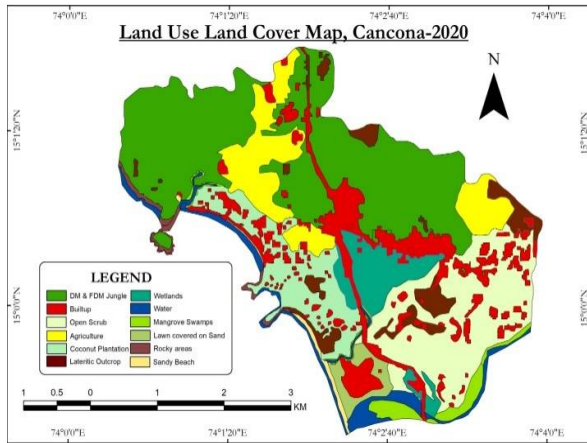 Land Use Land Cover Map, Cancona-2020
74°0'0"E
74°1'20"E
74°2'40"E
74°4'0"E
N
15°1'20"N
15°1'20"N
15°0'0"N
15°0'0"N
LEGEND
DM & FDM Jungle
Builtup
Open Scrub
Agriculture
Coconut Plantation
Lateritic Outcrop
Wetlands
Water
Mangrove Swamps
Lawn covered on Sand
Rocky areas
Sandy Beach
1 0.5 0 1 2 3
KM
74°0'0"E
74°1'20"E
74°2'40"E
74°4'0"E